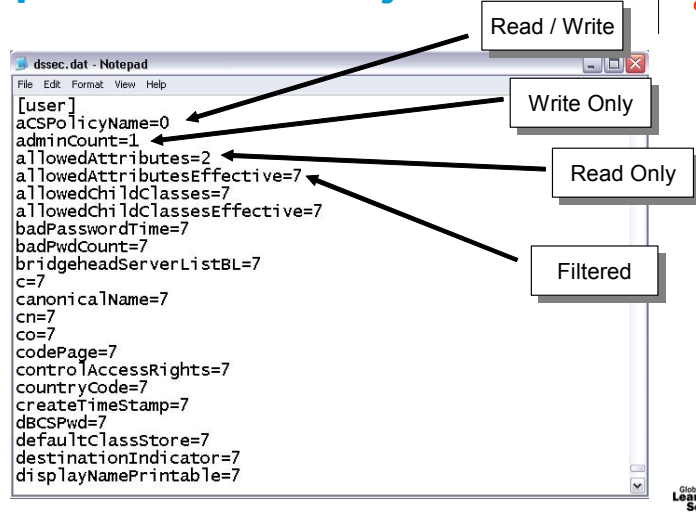 Read / Write
dssec.dat - Notepad
File Edit Format View Help
[user]
aCSPolicyName=0
Write Only
adminCount=1
allowedAttributes=2
Read Only
allowedAttributesEffective=7
allowedChildClasses=7
allowedChildClassesEffective=7
badPasswordTime=7
badPwdCount=7
Filtered
bridgeheadServerListBL=7
c=7
canonicalName=7
cn=7
co=7
codePage=7
controlAccessRights=7
countryCode=7
createTimeStamp=7
dBCSPwd=7
defaultClassStore=7
destinationIndicator=7
displayNamePrintable=7